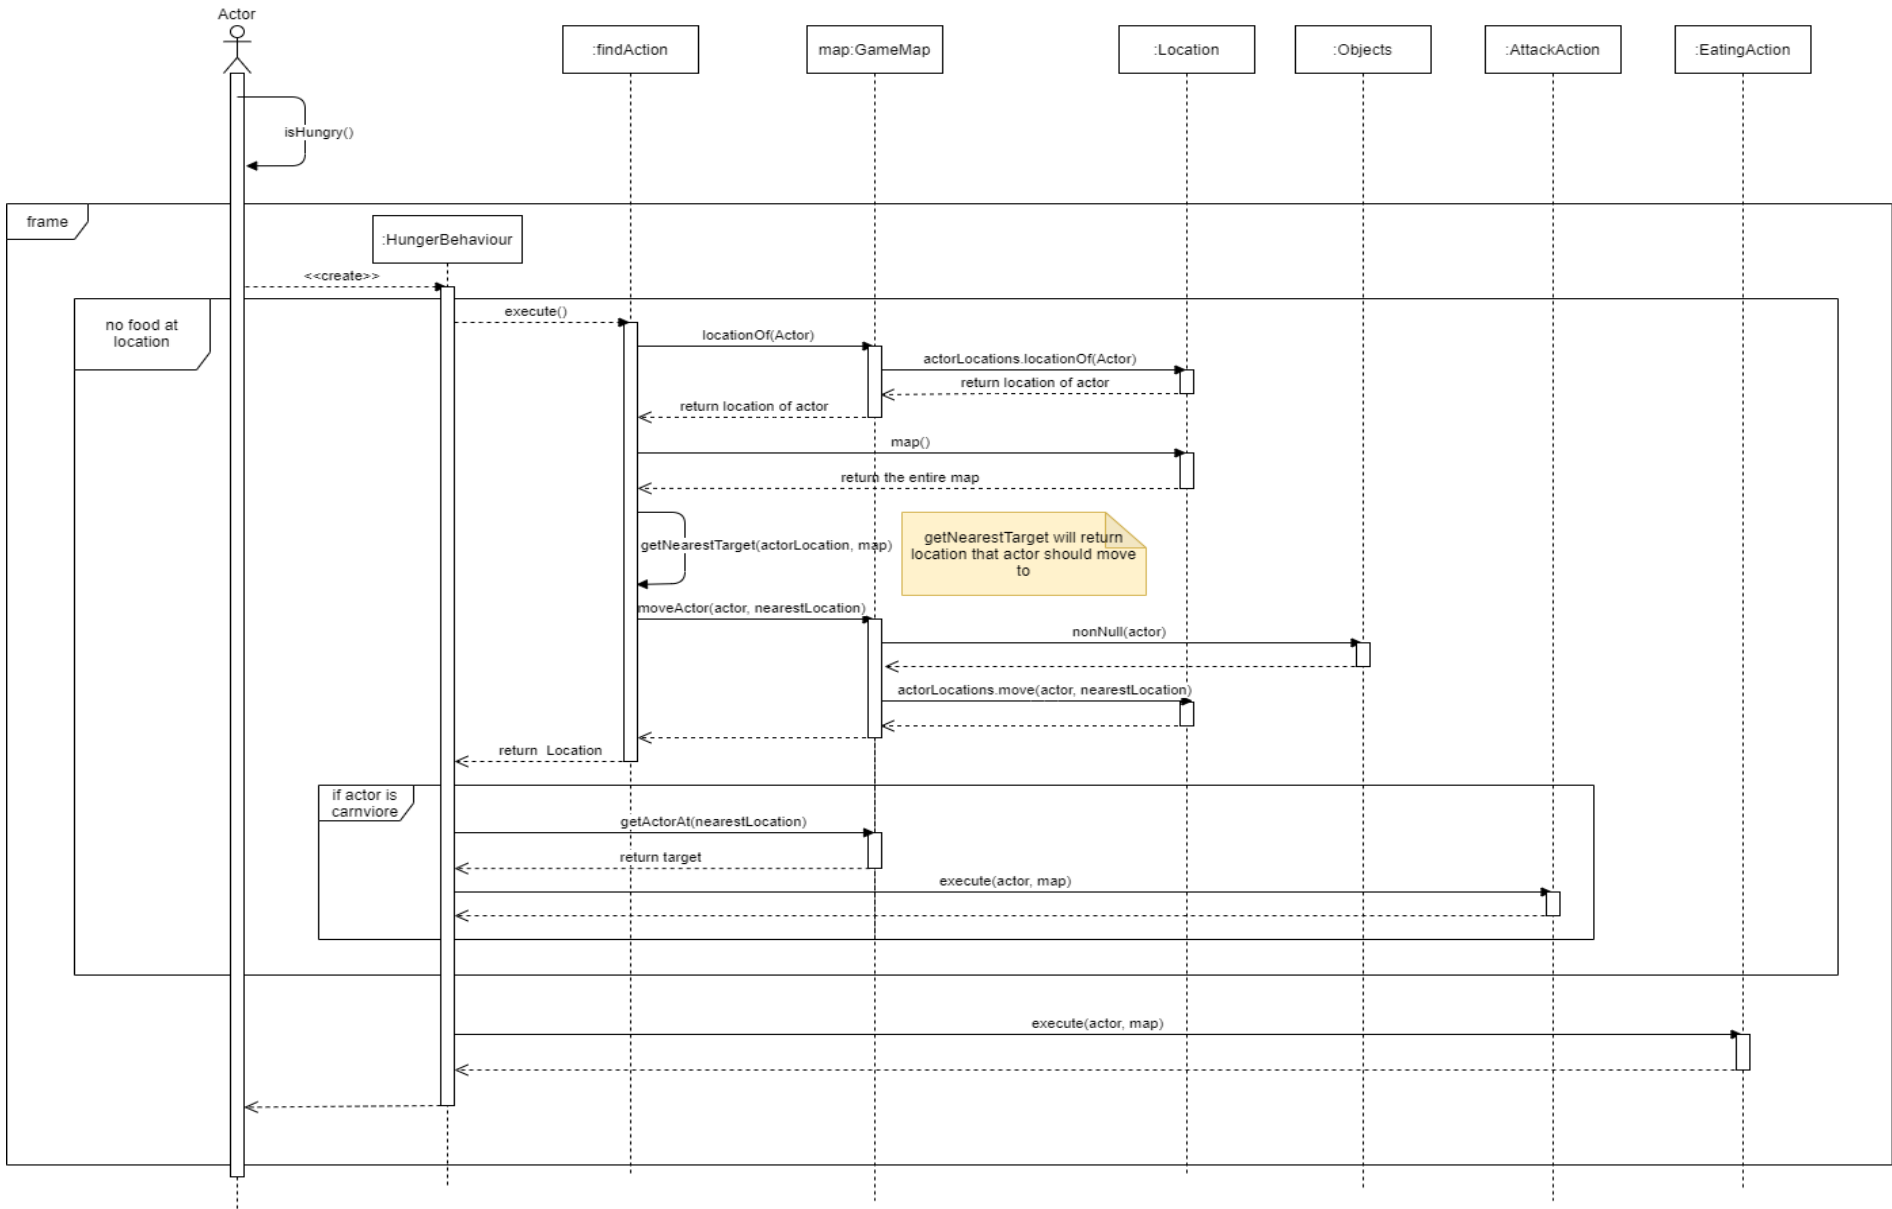 Actor
:findAction
map:GameMap
:Location
:Objects
:AttackAction
:EatingAction
isHungry()
frame
:HungerBehaviour
<<create>>
no food at
location
execute()
locationOf(Actor)
actorLocations.locationOf(Actor)
return location of actor
return location of actor
map()
return the entire map
getNearestTarget(actorLocation, map)
getNearestTarget will return
location that actor should move
to
moveActor(actor, nearestLocation)
nonNull(actor)
actorLocations.move(actor, nearestLocation)
return  Location
if actor is
carnviore
getActorAt(nearestLocation)
return target
execute(actor, map)
execute(actor, map)